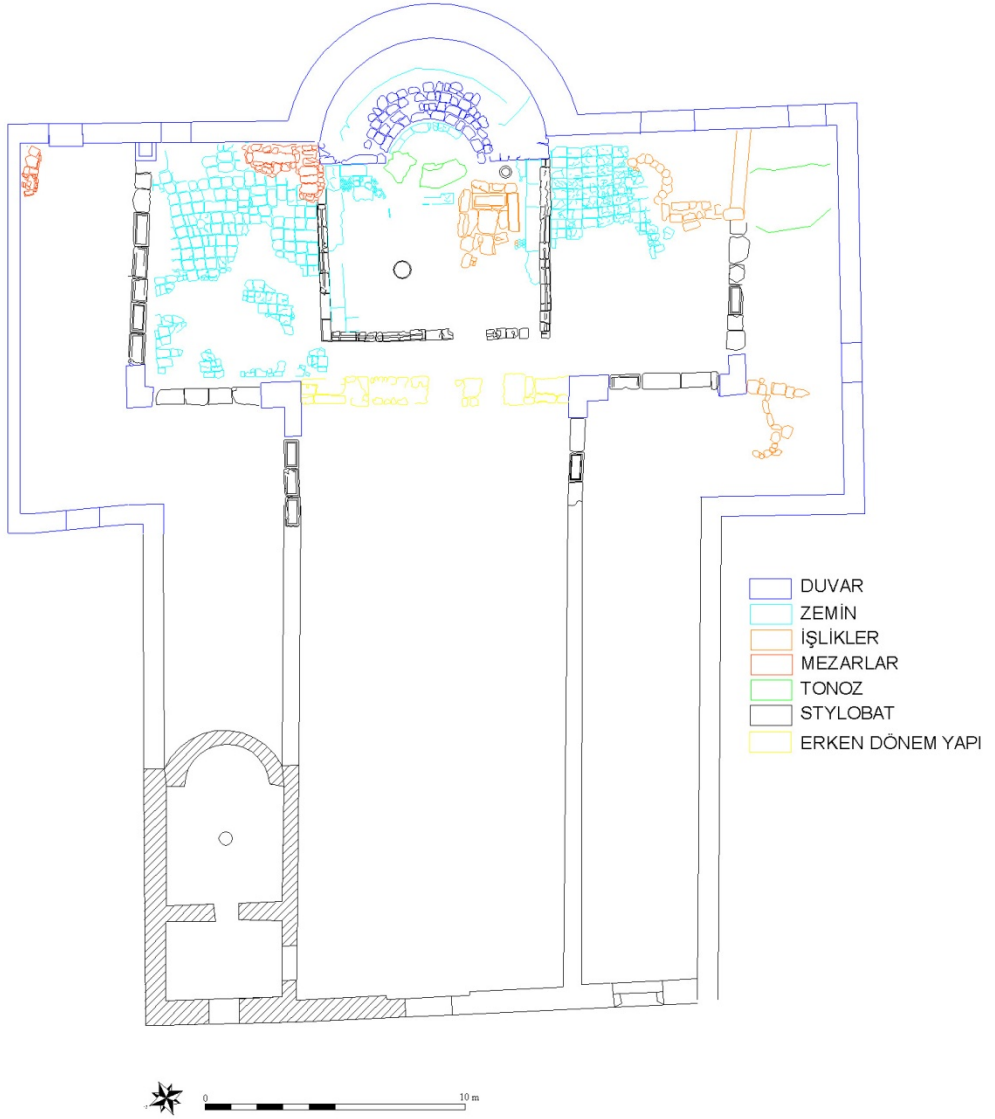 DUVAR
ZEMİN
İŞLİKLER
MEZARLAR
TONOZ
STYLOBAT
ERKEN DÖNEM YAPI
0 10 m